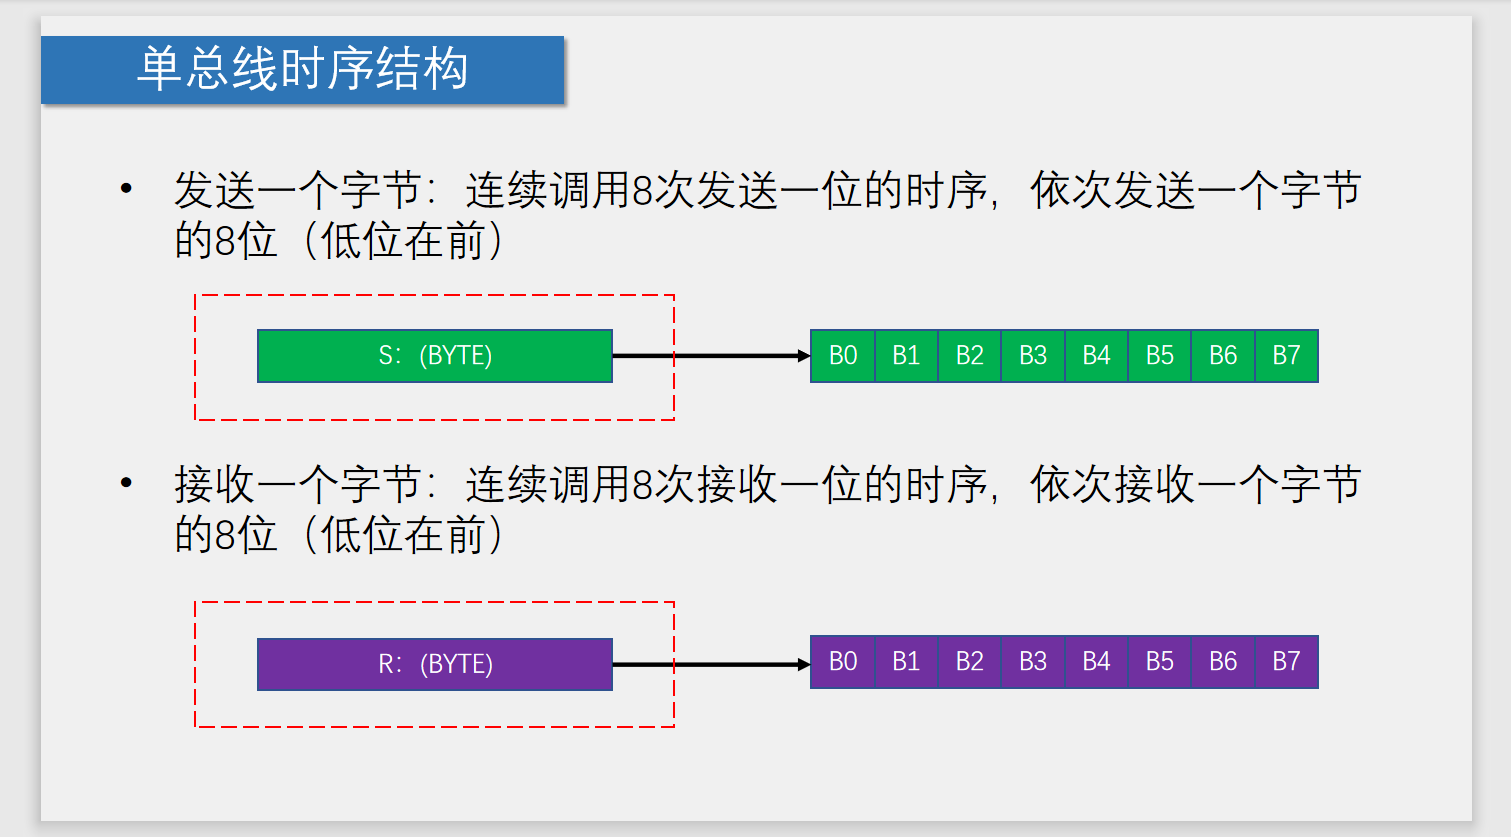 单总线时序结构
• 发送一个字节：连续调用8次发送一位的时序，依次发送一个字节
的8位（低位在前）
S：(BYTE)
B0 B1 B2 B3 B4 B5 B6 B7
• 接收一个字节：连续调用8次接收一位的时序，依次接收一个字节
的8位（低位在前）
R：(BYTE)
B0 B1 B2 B3 B4 B5 B6 B7